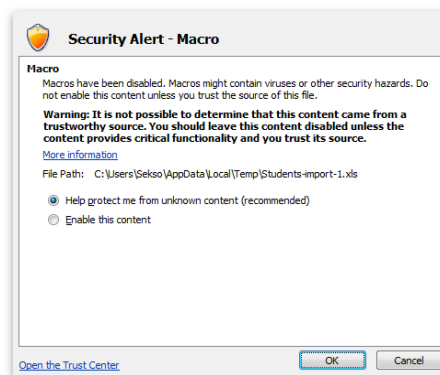 Security Alert - Macro
Macro
Macros have been disabled. Macros might contain viruses or other security hazards. Do
not enable this content unless you trust the source of this file.
Warning: It is not possible to determine that this content came from a
trustworthy source. You should leave this content disabled unless the
content provides critical functionality and you trust its source.
More information
File Path: C:\Users\Sekso\AppData\Local\Temp\Students-import-1.xls
Help protect me from unknown content (recommended)
Enable this content
Open the Trust Center
OK
Cancel